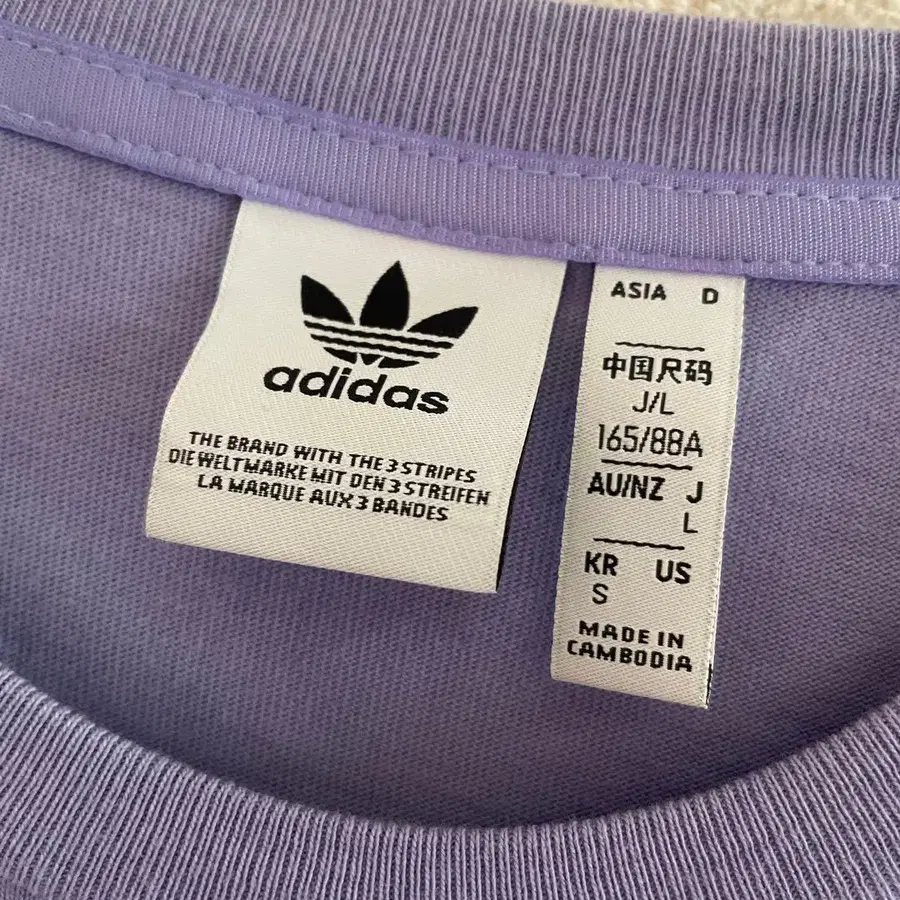 adidas
THE BRAND WITH THE 3 STRIPES
DIE WELTMARKE MIT DEN 3 STREIFEN
LA MARQUE AUX 3 BANDES
ASIA D
中国尺码
J/L
165/88A
AU/NZ J
L
KR US
S
MADE IN
CAMBODIA